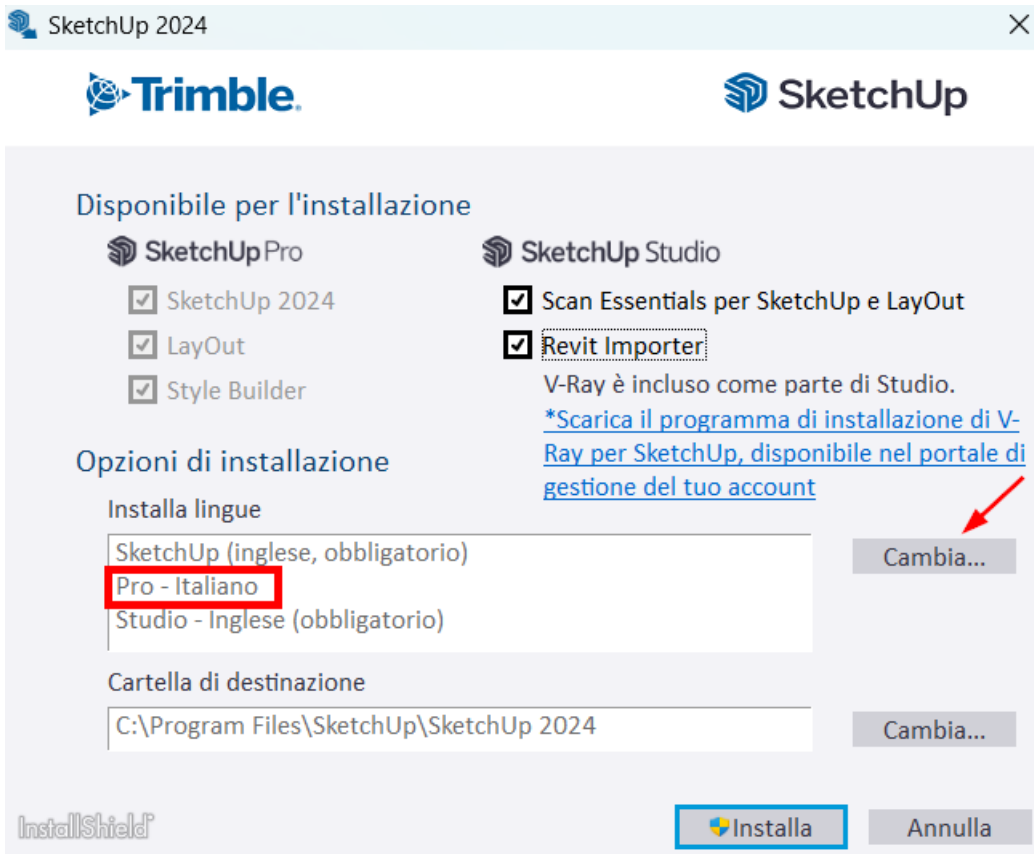 SketchUp 2024
Trimble.
SketchUp
Disponibile per l'installazione
SketchUp Pro
SketchUp 2024
LayOut
Style Builder
SketchUp Studio
Scan Essentials per SketchUp e LayOut
Revit Importer
V-Ray è incluso come parte di Studio.
*Scarica il programma di installazione di V-
Ray per SketchUp, disponibile nel portale di
gestione del tuo account
Opzioni di installazione
Installa lingue
SketchUp (inglese, obbligatorio)
Pro - Italiano
Studio - Inglese (obbligatorio)
Cambia...
Cartella di destinazione
C:\Program Files\SketchUp\SketchUp 2024
Cambia...
InstallShield
Installa
Annulla